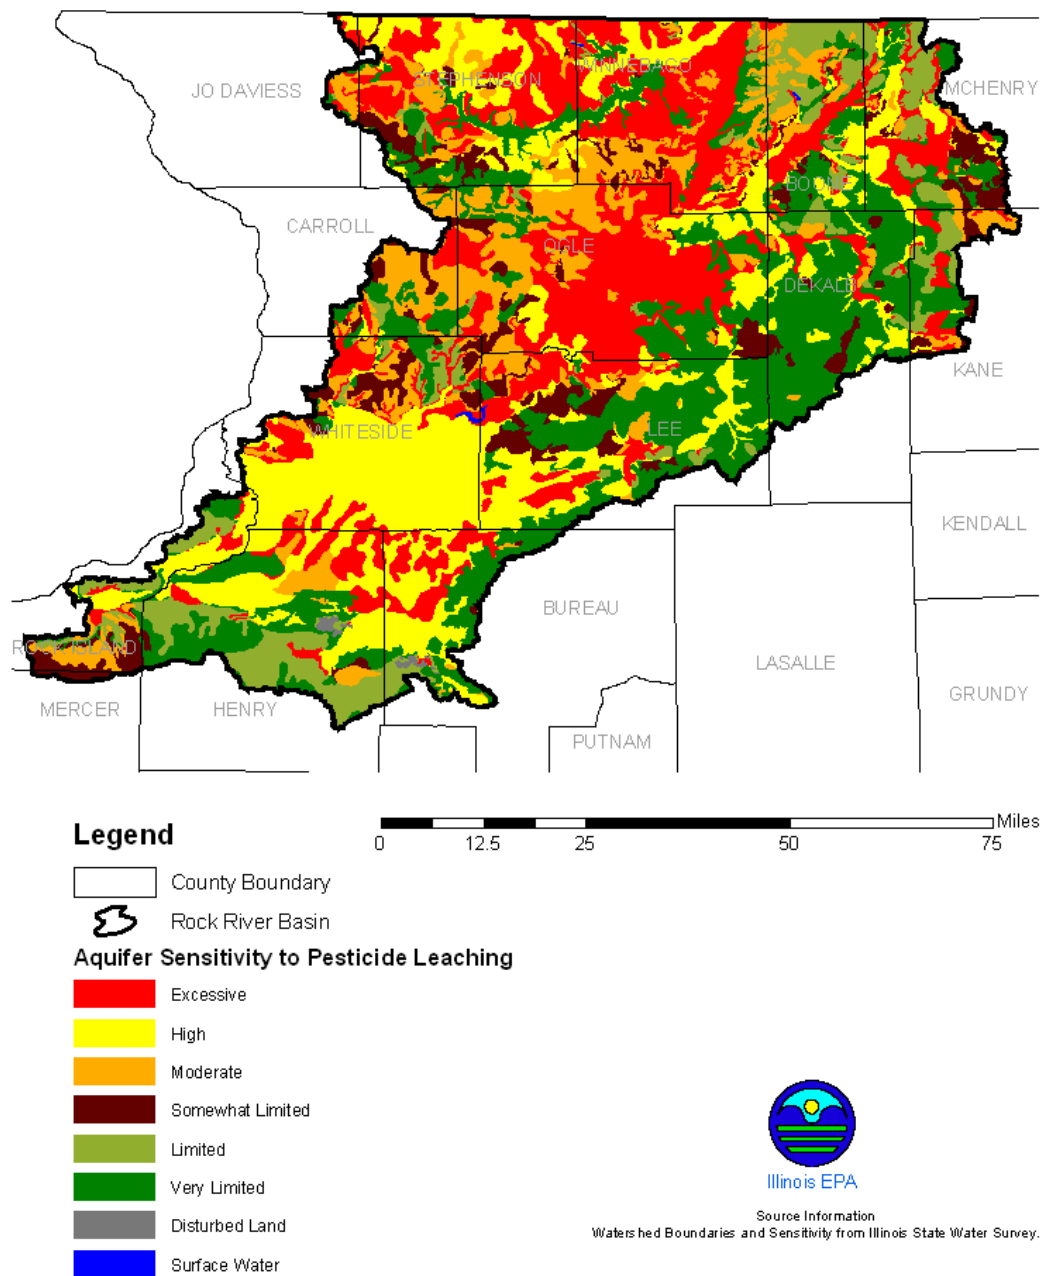 JO DAVIESS
STEPHENSON
WINNEBAGO
MCHENRY
BOONE
CARROLL
OGLE
DEKALB
KANE
WHITESIDE
LEE
KENDALL
BUREAU
ROCK ISLAND
LASALLE
GRUNDY
MERCER
HENRY
PUTNAM
Legend
0 12.5 25 50 75 Miles
County Boundary
Rock River Basin
Aquifer Sensitivity to Pesticide Leaching
Excessive
High
Moderate
Somewhat Limited
Limited
Very Limited
Disturbed Land
Surface Water
Illinois EPA
Source Information
Watershed Boundaries and Sensitivity from Illinois State Water Survey.